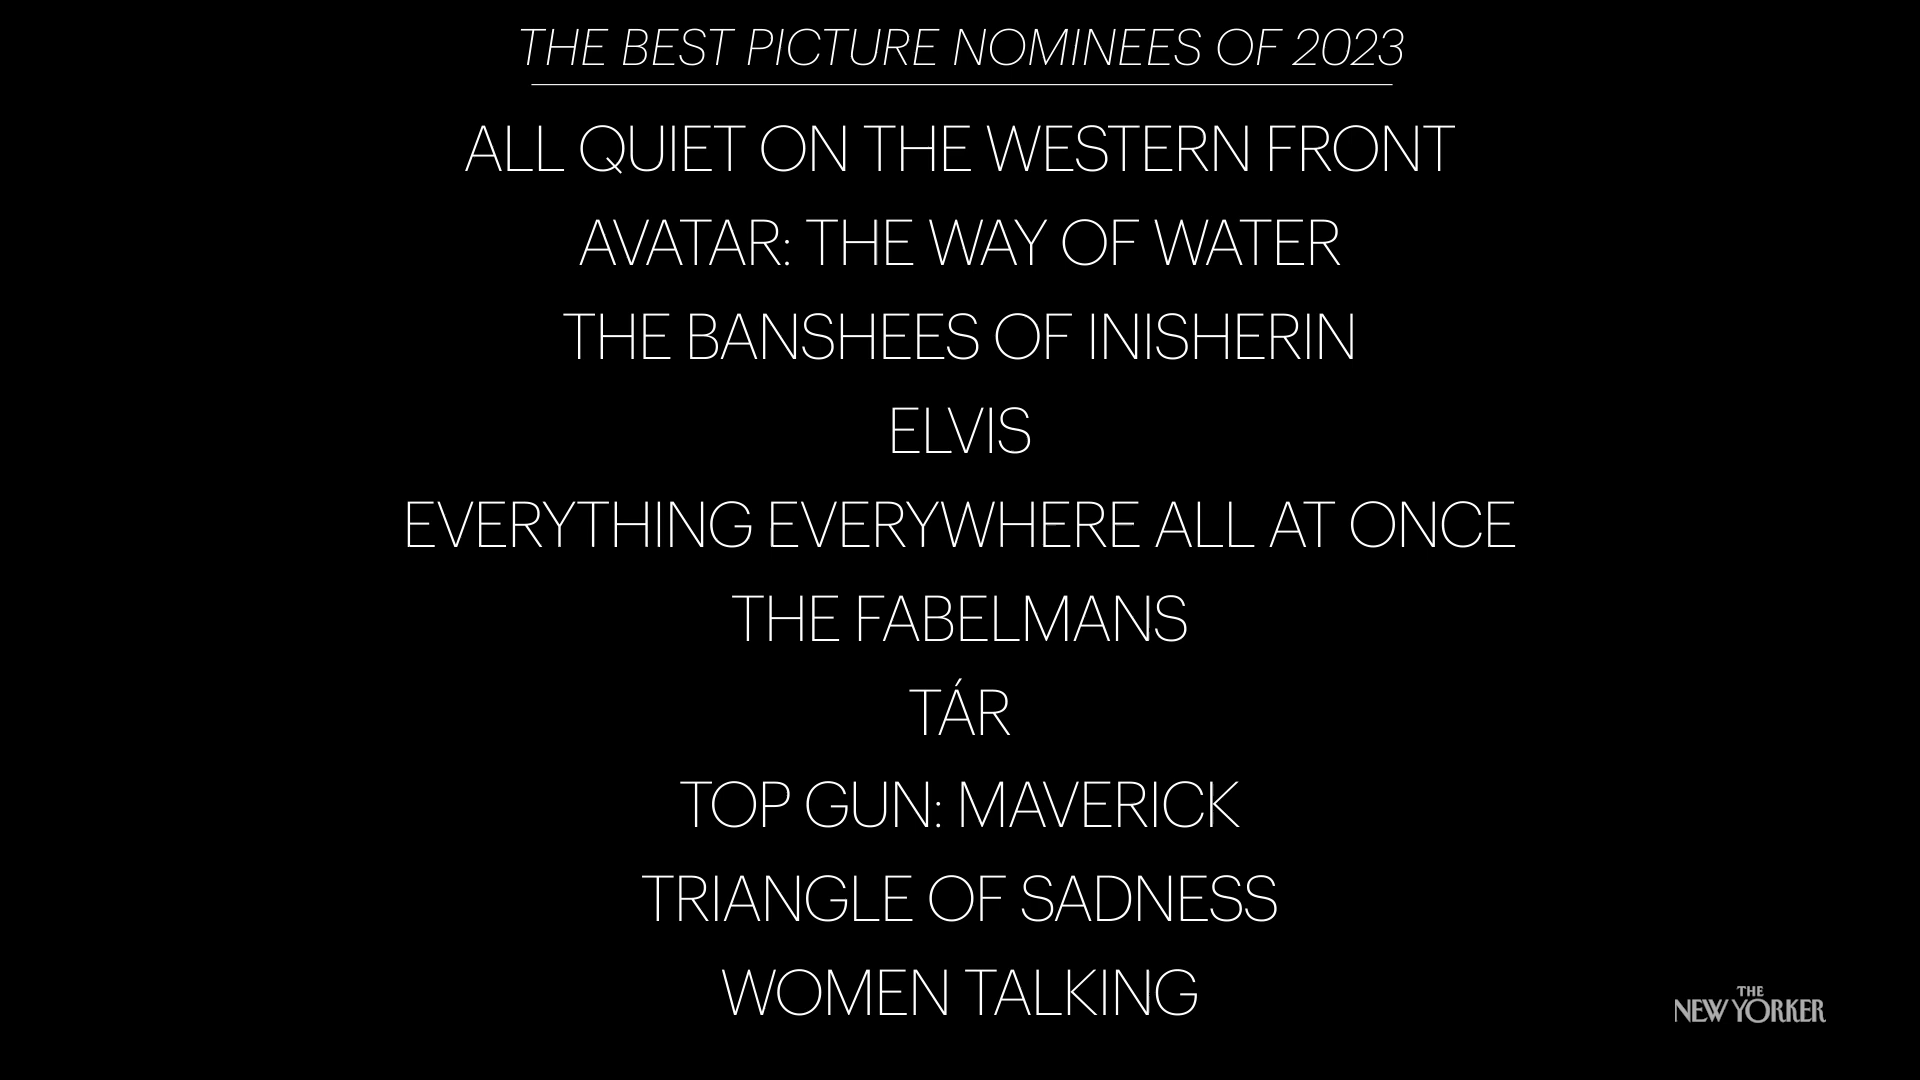 THE BEST PICTURE NOMINEES OF 2023
ALL QUIET ON THE WESTERN FRONT
AVATAR: THE WAY OF WATER
THE BANSHEES OF INISHERIN
ELVIS
EVERYTHING EVERYWHERE ALL AT ONCE
THE FABELMANS
TÁR
TOP GUN: MAVERICK
TRIANGLE OF SADNESS
WOMEN TALKING
THE
NEW YORKER